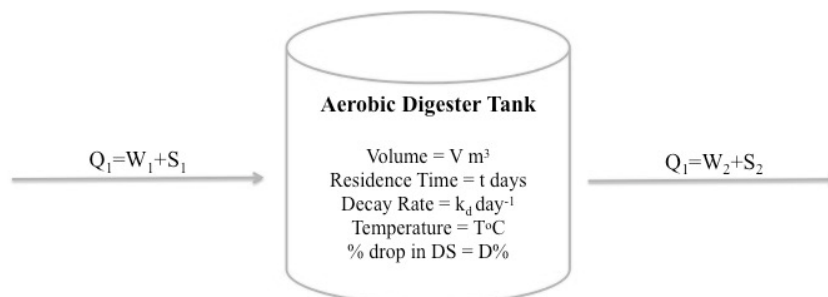 Aerobic Digester Tank
Q₁=W₁+S₁
Volume = V m³
Q₁=W₂+S₂
Residence Time = t days
Decay Rate = k_d day⁻¹
Temperature = TºC
% drop in DS = D%